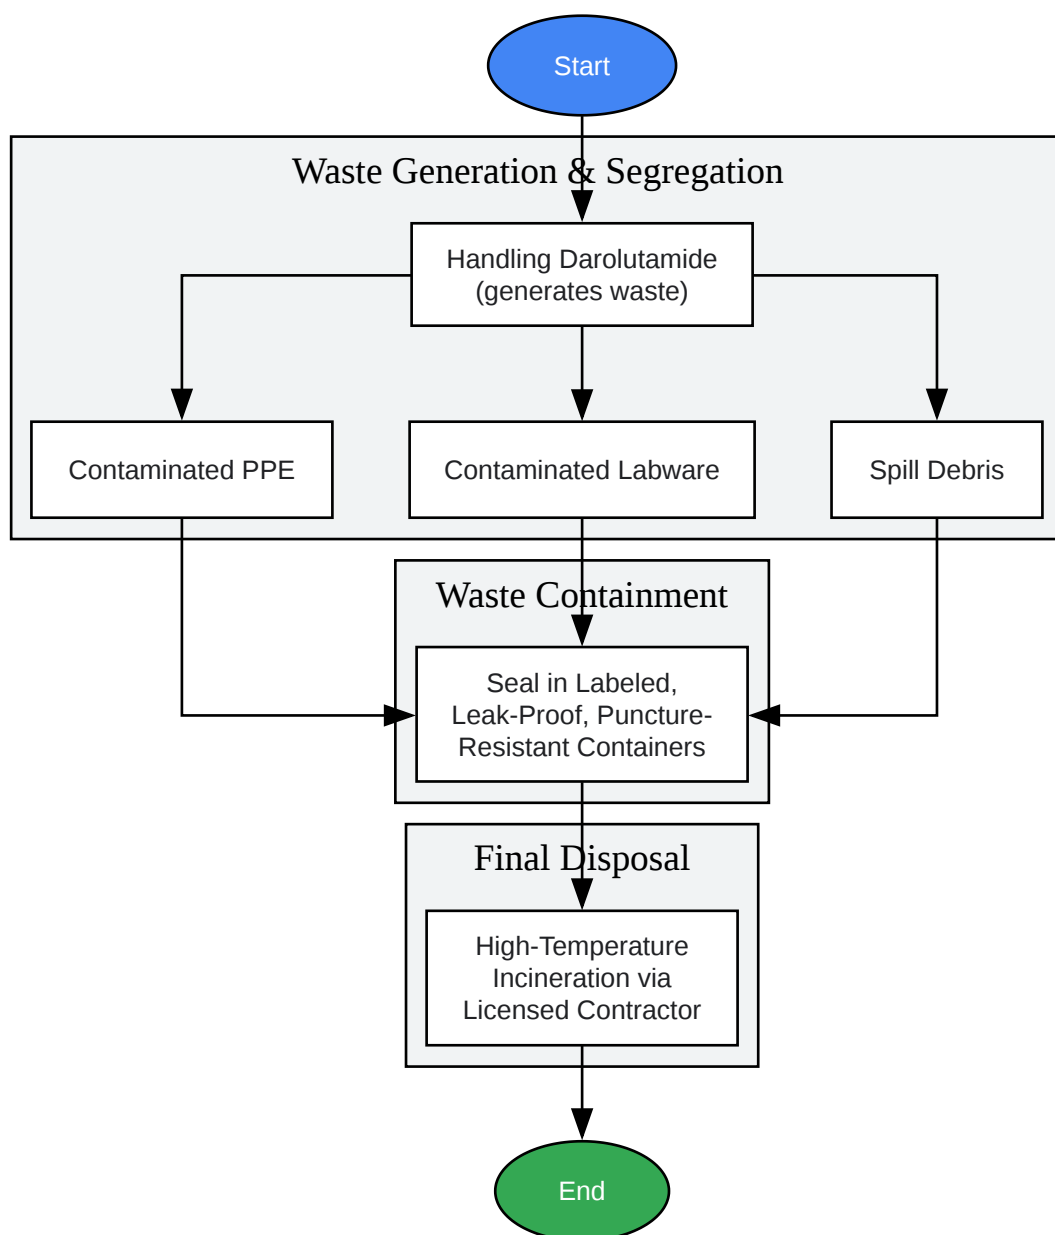 Start
Waste Generation & Segregation
Handling Darolutamide
(generates waste)
Contaminated PPE
Contaminated Labware
Spill Debris
Waste Containment
Seal in Labeled,
Leak-Proof, Puncture-
Resistant Containers
Final Disposal
High-Temperature
Incineration via
Licensed Contractor
End